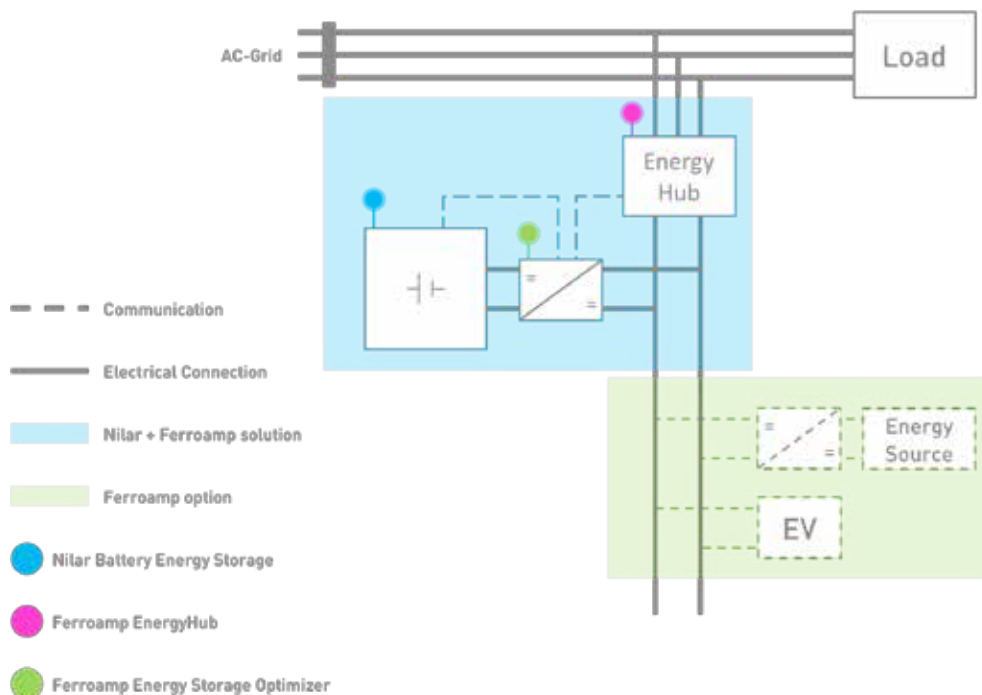 AC-Grid
Load
Energy
Hub
=
=
Communication
Electrical Connection
Nilar + Ferroamp solution
Ferroamp option
Nilar Battery Energy Storage
Ferroamp EnergyHub
Ferroamp Energy Storage Optimizer
=
=
Energy
Source
EV